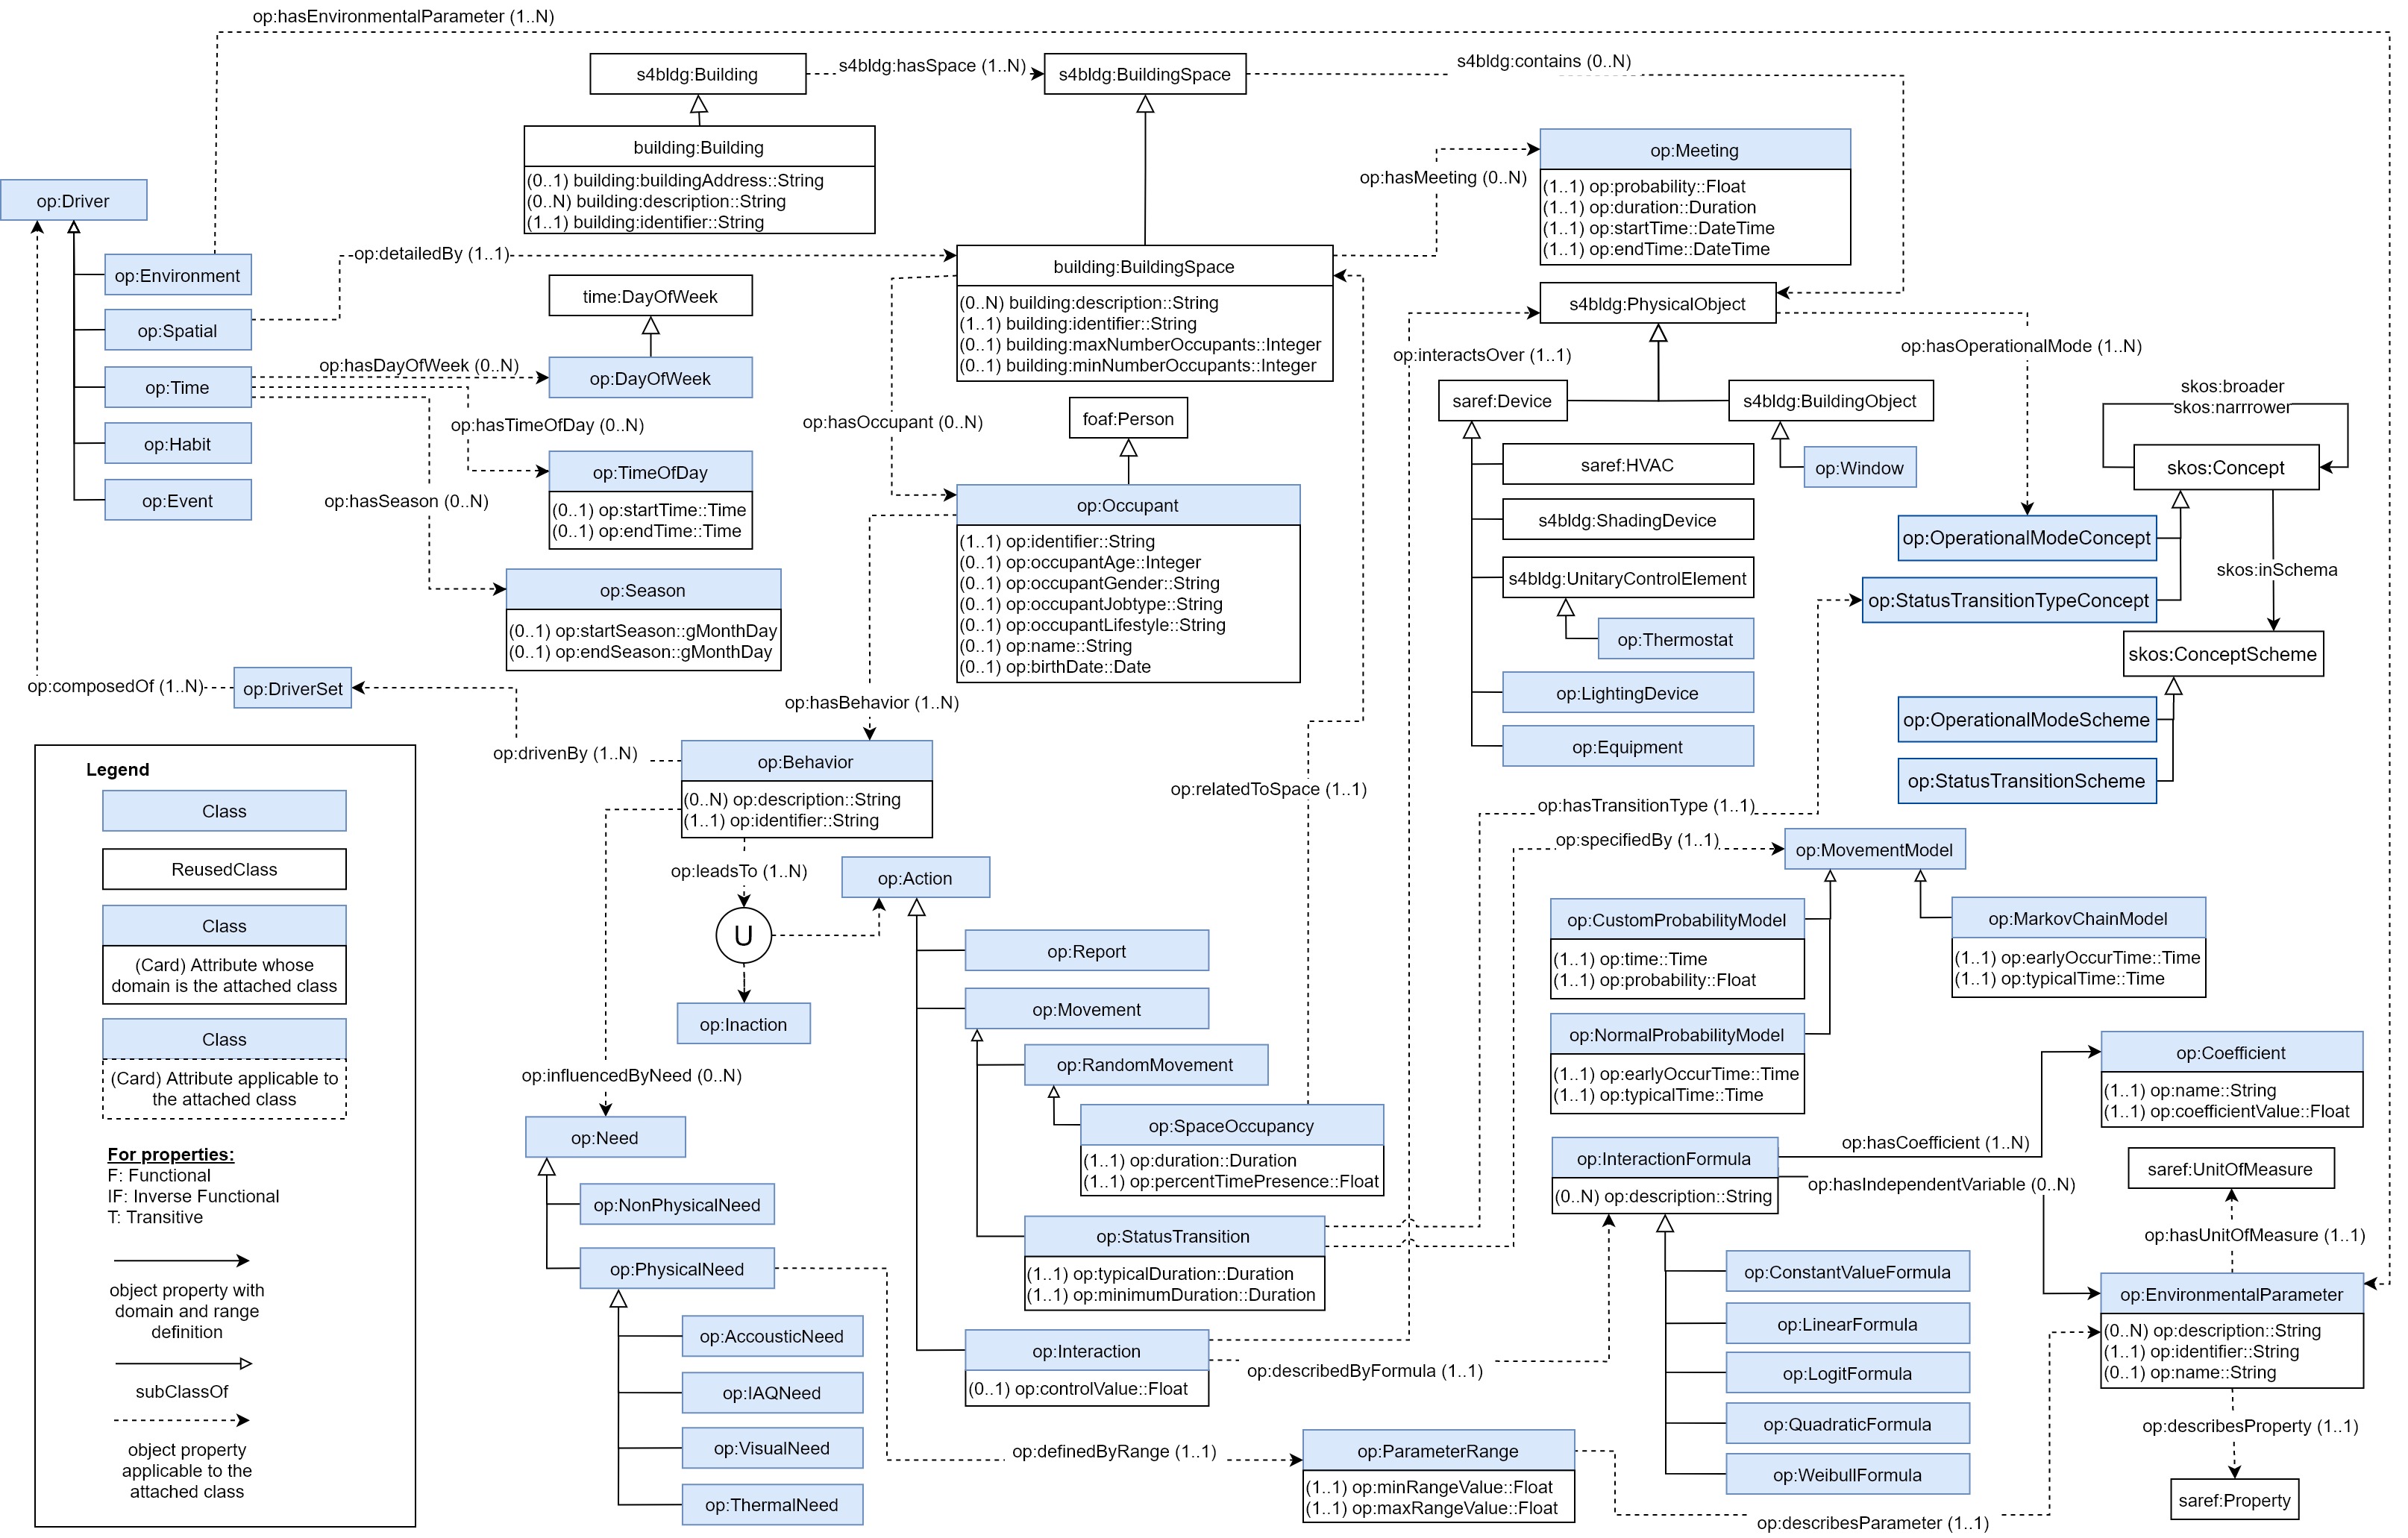 op:hasEnvironmentalParameter (1..N)
s4bldg:Building
s4bldg:hasSpace (1..N)
s4bldg:BuildingSpace
s4bldg:contains (0..N)
building:Building
(0..1) building:buildingAddress::String
(0..N) building:description::String
(1..1) building:identifier::String
op:hasMeeting (0..N)
op:Meeting
(1..1) op:probability::Float
(1..1) op:duration::Duration
(1..1) op:startTime::DateTime
(1..1) op:endTime::DateTime
op:Driver
op:Environment
op:Spatial
op:Time
op:Habit
op:Event
op:detailedBy (1..1)
building:BuildingSpace
(0..N) building:description::String
(1..1) building:identifier::String
(0..1) building:maxNumberOccupants::Integer
(0..1) building:minNumberOccupants::Integer
time:DayOfWeek
op:hasDayOfWeek (0..N)
op:DayOfWeek
op:hasTimeOfDay (0..N)
op:TimeOfDay
(0..1) op:startTime::Time
(0..1) op:endTime::Time
op:hasSeason (0..N)
op:Season
(0..1) op:startSeason::gMonthDay
(0..1) op:endSeason::gMonthDay
op:hasOccupant (0..N)
foaf:Person
op:Occupant
(1..1) op:identifier::String
(0..1) op:occupantAge::Integer
(0..1) op:occupantGender::String
(0..1) op:occupantJobtype::String
(0..1) op:occupantLifestyle::String
(0..1) op:name::String
(0..1) op:birthDate::Date
s4bldg:PhysicalObject
op:interactsOver (1..1)
op:hasOperationalMode (1..N)
saref:Device
s4bldg:BuildingObject
saref:HVAC
op:Window
s4bldg:ShadingDevice
s4bldg:UnitaryControlElement
op:Thermostat
op:LightingDevice
op:Equipment
skos:broader
skos:narrrower
skos:Concept
op:OperationalModeConcept
skos:inSchema
op:StatusTransitionTypeConcept
skos:ConceptScheme
op:OperationalModeScheme
op:StatusTransitionScheme
op:composedOf (1..N)
op:DriverSet
op:drivenBy (1..N)
op:hasBehavior (1..N)
op:Behavior
(0..N) op:description::String
(1..1) op:identifier::String
op:relatedToSpace (1..1)
op:hasTransitionType (1..1)
op:specifiedBy (1..1)
op:MovementModel
op:leadsTo (1..N)
U
op:Action
op:Inaction
op:Report
op:Movement
op:RandomMovement
op:SpaceOccupancy
(1..1) op:duration::Duration
(1..1) op:percentTimePresence::Float
op:StatusTransition
(1..1) op:typicalDuration::Duration
(1..1) op:minimumDuration::Duration
op:Interaction
(0..1) op:controlValue::Float
op:describedByFormula (1..1)
op:CustomProbabilityModel
(1..1) op:time::Time
(1..1) op:probability::Float
op:MarkovChainModel
(1..1) op:earlyOccurTime::Time
(1..1) op:typicalTime::Time
op:NormalProbabilityModel
(1..1) op:earlyOccurTime::Time
(1..1) op:typicalTime::Time
op:Coefficient
(1..1) op:name::String
(1..1) op:coefficientValue::Float
op:hasCoefficient (1..N)
op:InteractionFormula
(0..N) op:description::String
op:hasIndependentVariable (0..N)
saref:UnitOfMeasure
op:hasUnitOfMeasure (1..1)
op:ConstantValueFormula
op:LinearFormula
op:LogitFormula
op:QuadraticFormula
op:WeibullFormula
op:EnvironmentalParameter
(0..N) op:description::String
(1..1) op:identifier::String
(0..1) op:name::String
op:describesProperty (1..1)
saref:Property
op:influencedByNeed (0..N)
op:Need
op:NonPhysicalNeed
op:PhysicalNeed
op:AccousticNeed
op:IAQNeed
op:VisualNeed
op:ThermalNeed
op:definedByRange (1..1)
op:ParameterRange
(1..1) op:minRangeValue::Float
(1..1) op:maxRangeValue::Float
op:describesParameter (1..1)
Legend
Class
ReusedClass
Class
(Card) Attribute whose
domain is the attached class
Class
(Card) Attribute applicable to
the attached class
For properties:
F: Functional
IF: Inverse Functional
T: Transitive
object property with
domain and range
definition
subClassOf
object property
applicable to the
attached class